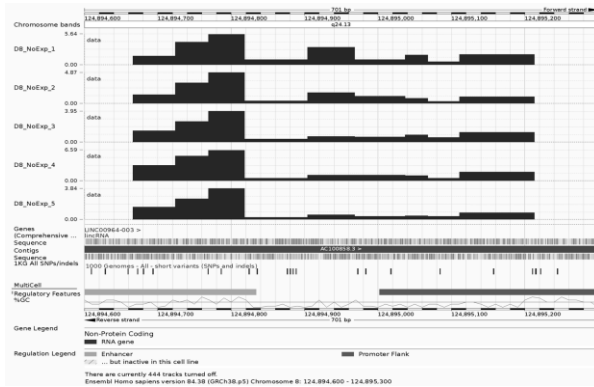 701 bp Forward strand
124,894,600 124,894,700 124,894,800 124,894,900 124,895,000 124,895,100 124,895,200
Chromosome bands q24.13
5.64
data
D8_NoExp_1
0.00
4.87
data
D8_NoExp_2
0.00
3.95
data
D8_NoExp_3
0.00
6.59
data
D8_NoExp_4
0.00
3.84
data
D8_NoExp_5
0.00
Genes LINC00964-003 >
(Comprehensive ... lincRNA
Sequence
Contigs AC100858.3 >
Sequence
1KG All SNPs/indels 1000 Genomes - All - short variants (SNPs and indels)
MultiCell
Regulatory Features
%GC
124,894,600 124,894,700 124,894,800 124,894,900 124,895,000 124,895,100 124,895,200
Reverse strand 701 bp
Gene Legend
Non-Protein Coding
RNA gene
Regulation Legend Enhancer Promoter Flank
... but inactive in this cell line
There are currently 444 tracks turned off.
Ensembl Homo sapiens version 84.38 (GRCh38.p5) Chromosome 8: 124,894,600 - 124,895,300